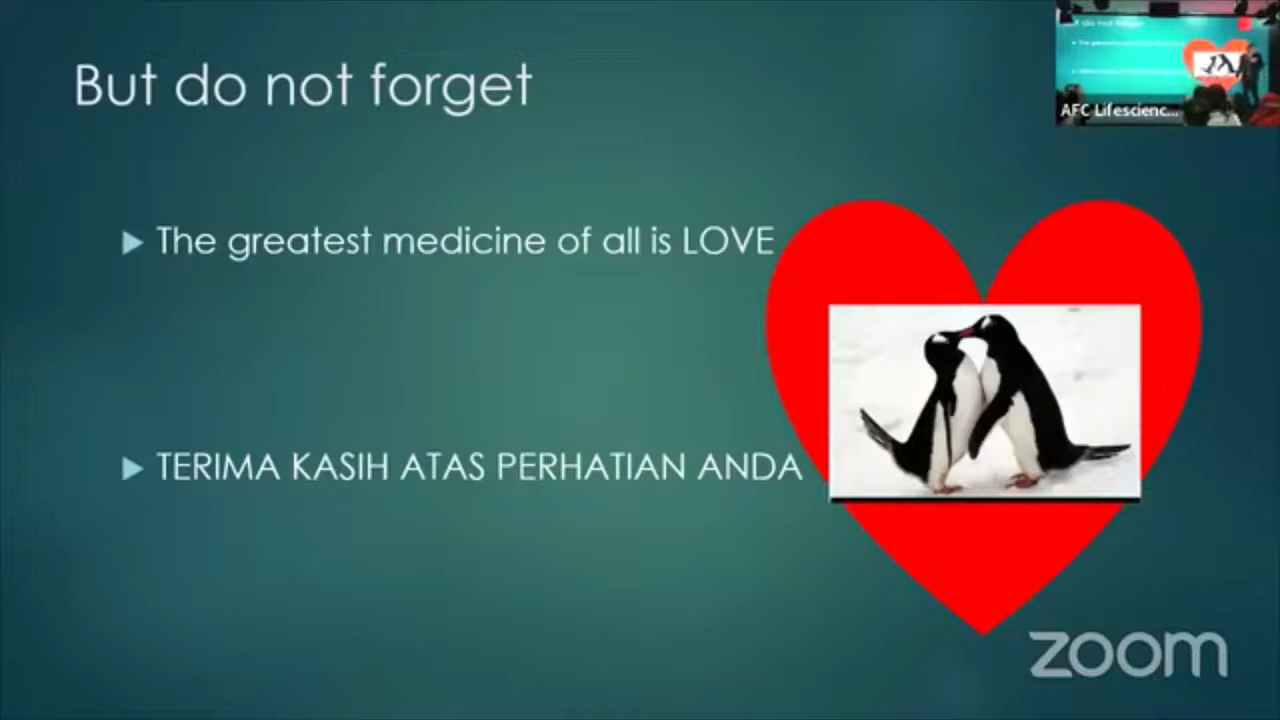 But do not forget
AFC Lifescienc...
The greatest medicine of all is LOVE
TERIMA KASIH ATAS PERHATIAN ANDA
zoom